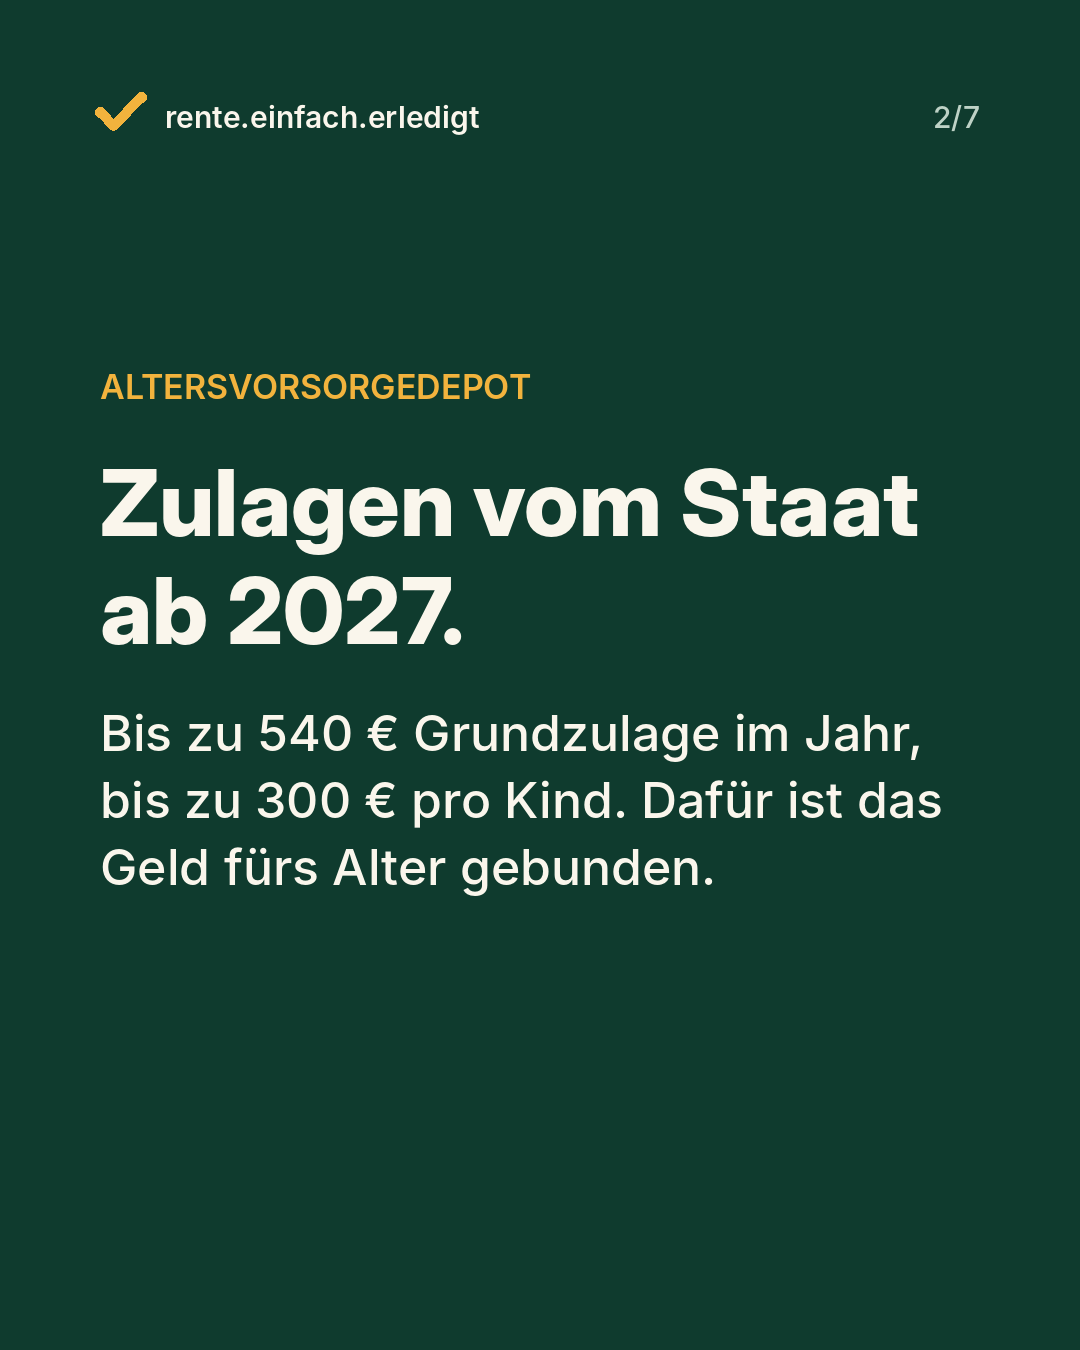 rente.einfach.erledigt
2/7
ALTERSVORSORGEDEPOT
Zulagen vom Staat
ab 2027.
Bis zu 540 € Grundzulage im Jahr,
bis zu 300 € pro Kind. Dafür ist das
Geld fürs Alter gebunden.